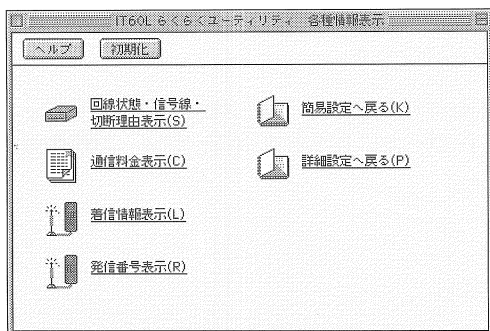 IT60L らくらくユーティリティ 各種情報表示
ヘルプ 初期化
回線状態・信号線・
切断理由表示(S)
通信料金表示(C)
着信情報表示(L)
発信番号表示(R)
簡易設定へ戻る(K)
詳細設定へ戻る(P)